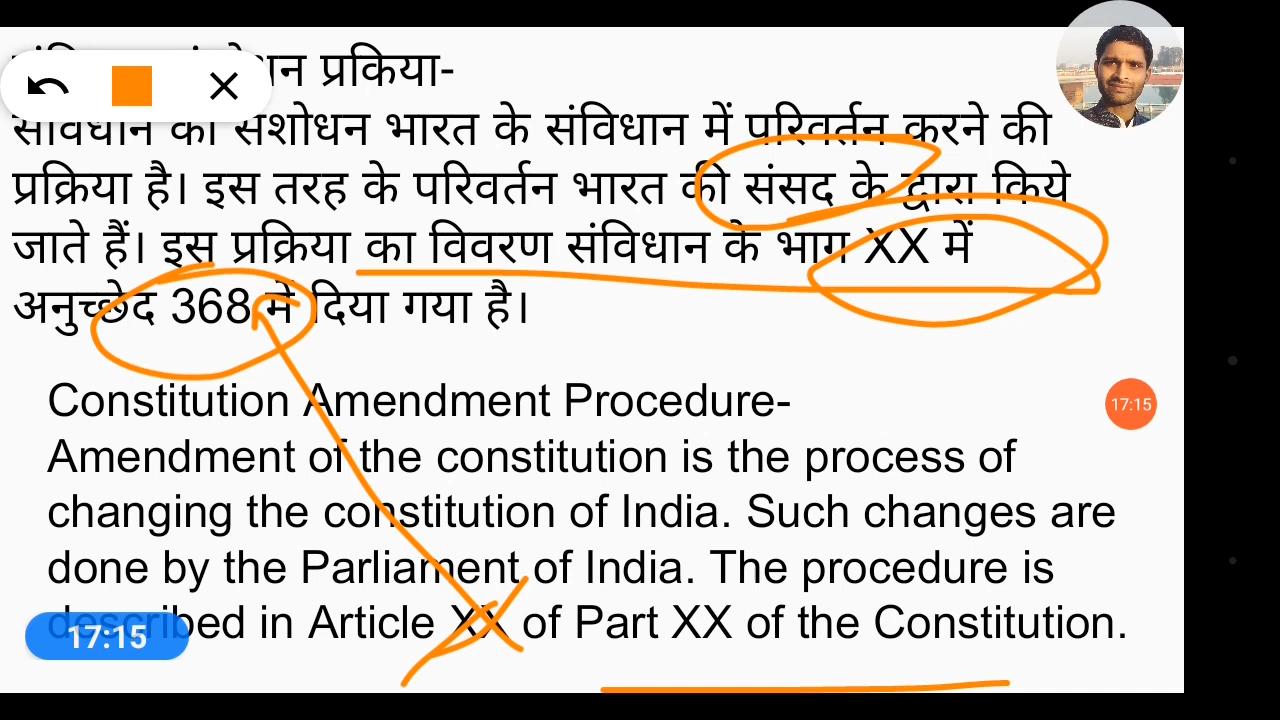 प्रकिया-
संविधान का संशोधन भारत के संविधान में परिवर्तन करने की
प्रक्रिया है। इस तरह के परिवर्तन भारत की संसद के द्वारा किये
जाते हैं। इस प्रक्रिया का विवरण संविधान के भाग XX में
अनुच्छेद 368 में दिया गया है।
Constitution Amendment Procedure-
17:15
Amendment of the constitution is the process of
changing the constitution of India. Such changes are
done by the Parliament of India. The procedure is
described in Article XX of Part XX of the Constitution.
17:15